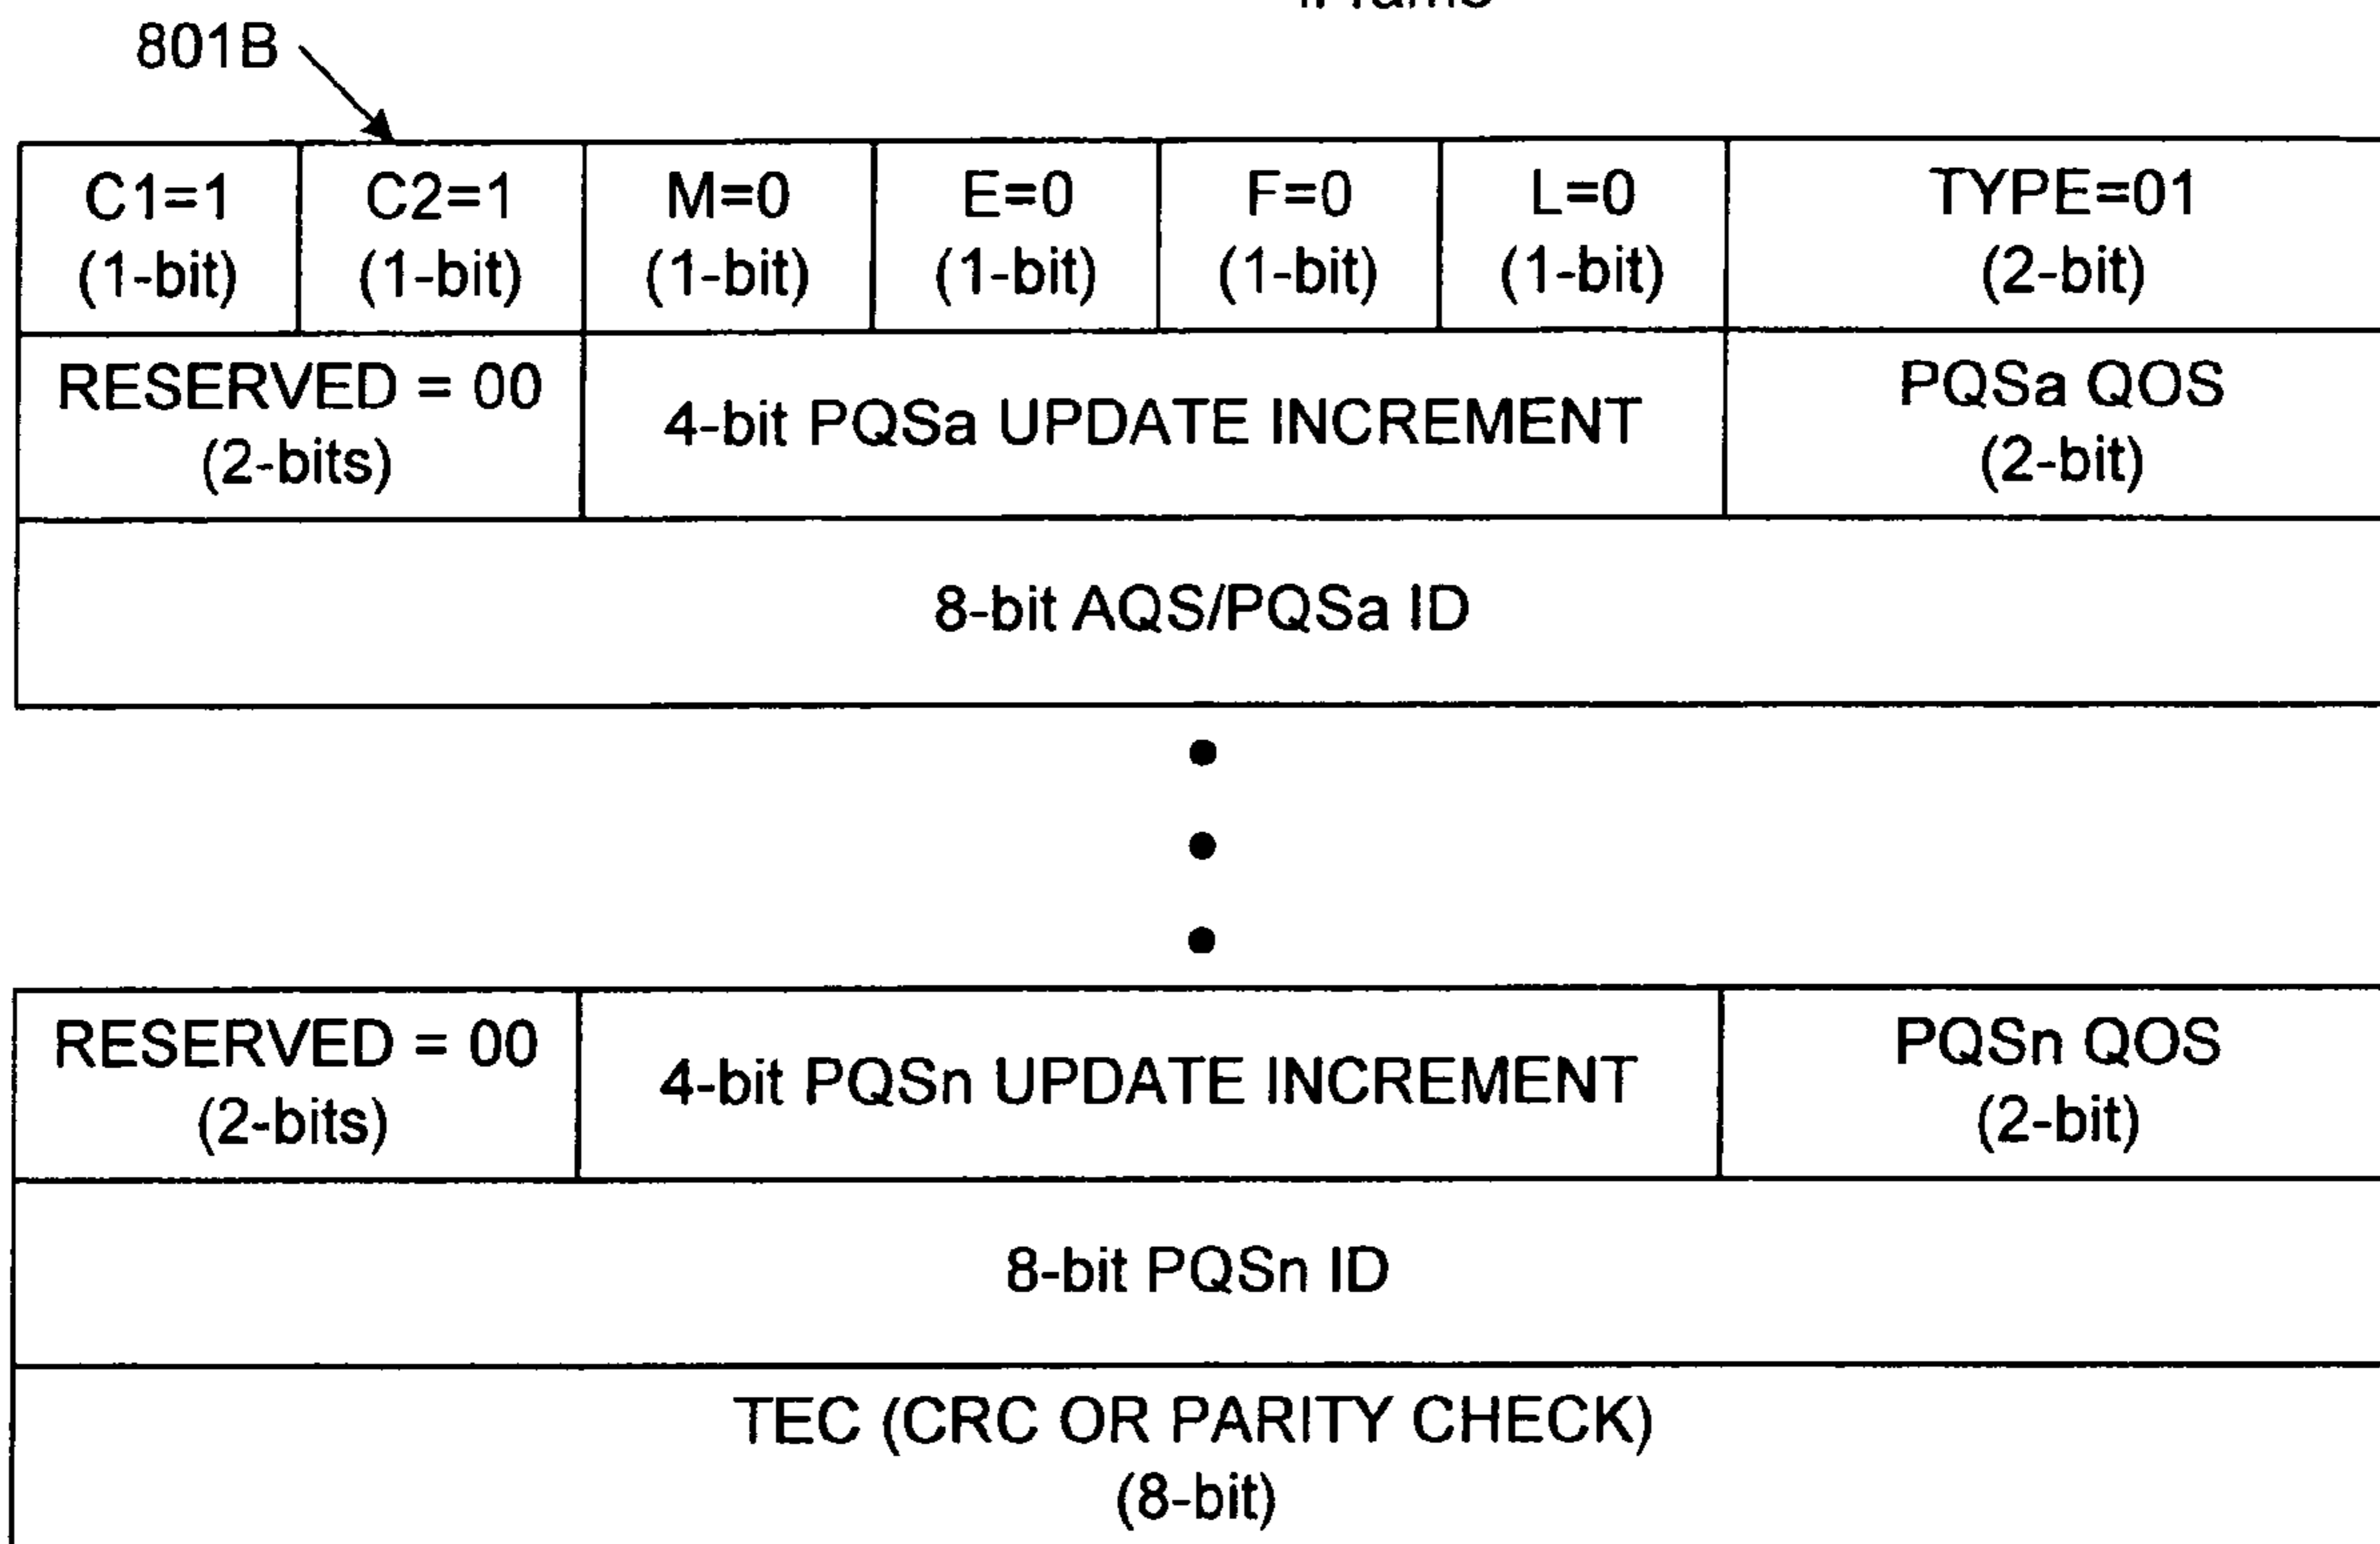 801B
C1=1 C2=1 M=0 E=0 F=0 L=0 TYPE=01
(1-bit) (1-bit) (1-bit) (1-bit) (1-bit) (1-bit) (2-bit)
RESERVED = 00 4-bit PQSa UPDATE INCREMENT PQSa QOS
(2-bits) (2-bit)
8-bit AQS/PQSa ID
RESERVED = 00 4-bit PQSn UPDATE INCREMENT PQSn QOS
(2-bits) (2-bit)
8-bit PQSn ID
TEC (CRC OR PARITY CHECK)
(8-bit)